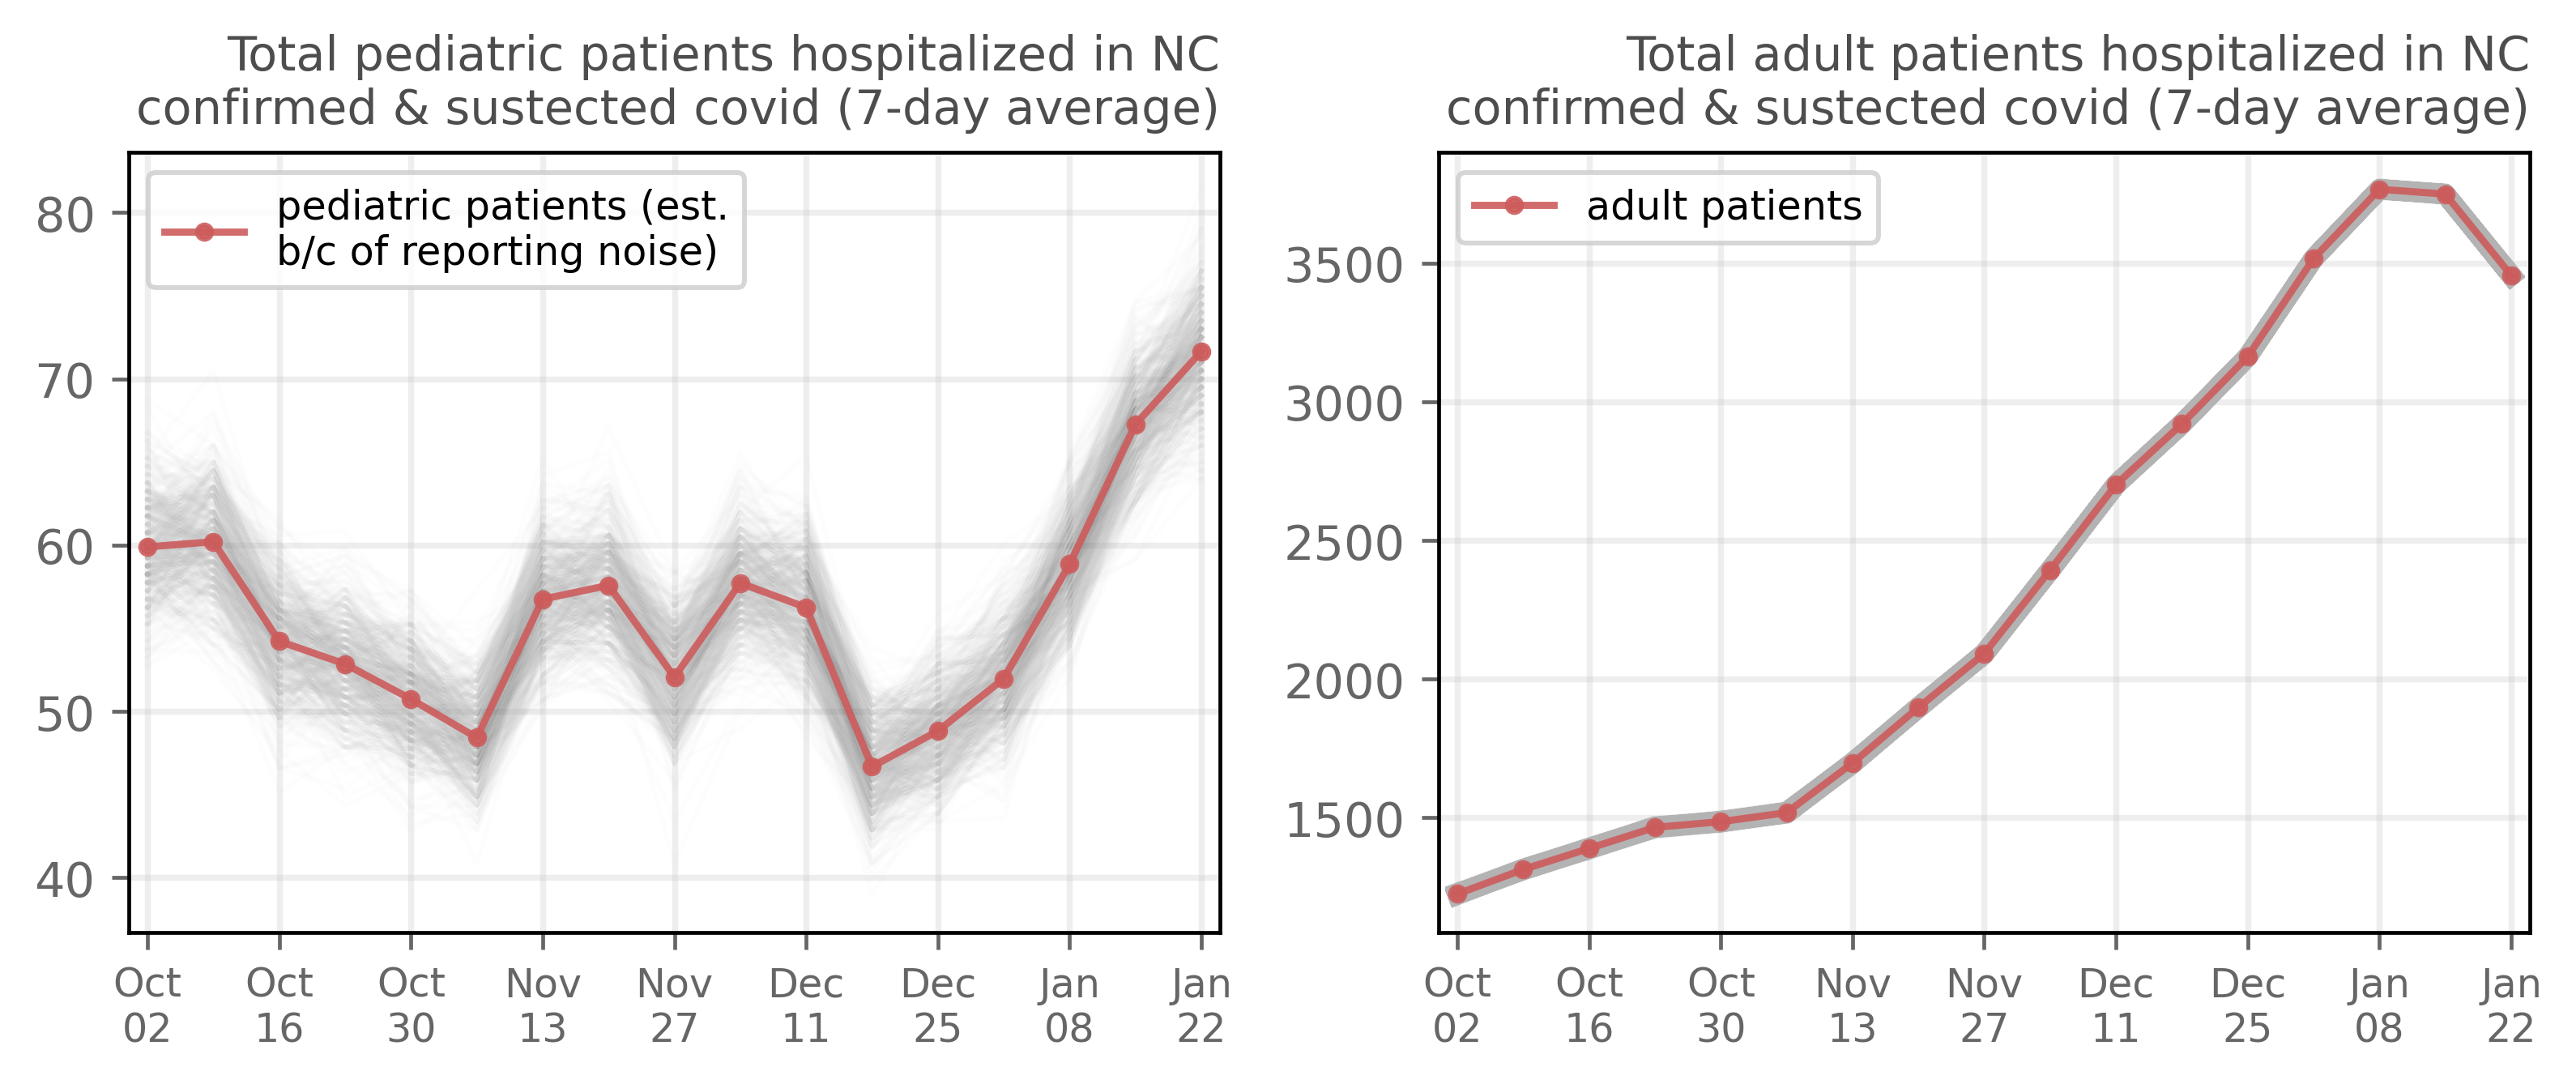 Total pediatric patients hospitalized in NC
confirmed & sustected covid (7-day average)
pediatric patients (est.
b/c of reporting noise)
80
70
60
50
40
Oct Oct Oct Nov Nov Dec Dec Jan Jan
02 16 30 13 27 11 25 08 22
Total adult patients hospitalized in NC
confirmed & sustected covid (7-day average)
adult patients
3500
3000
2500
2000
1500
Oct Oct Oct Nov Nov Dec Dec Jan Jan
02 16 30 13 27 11 25 08 22